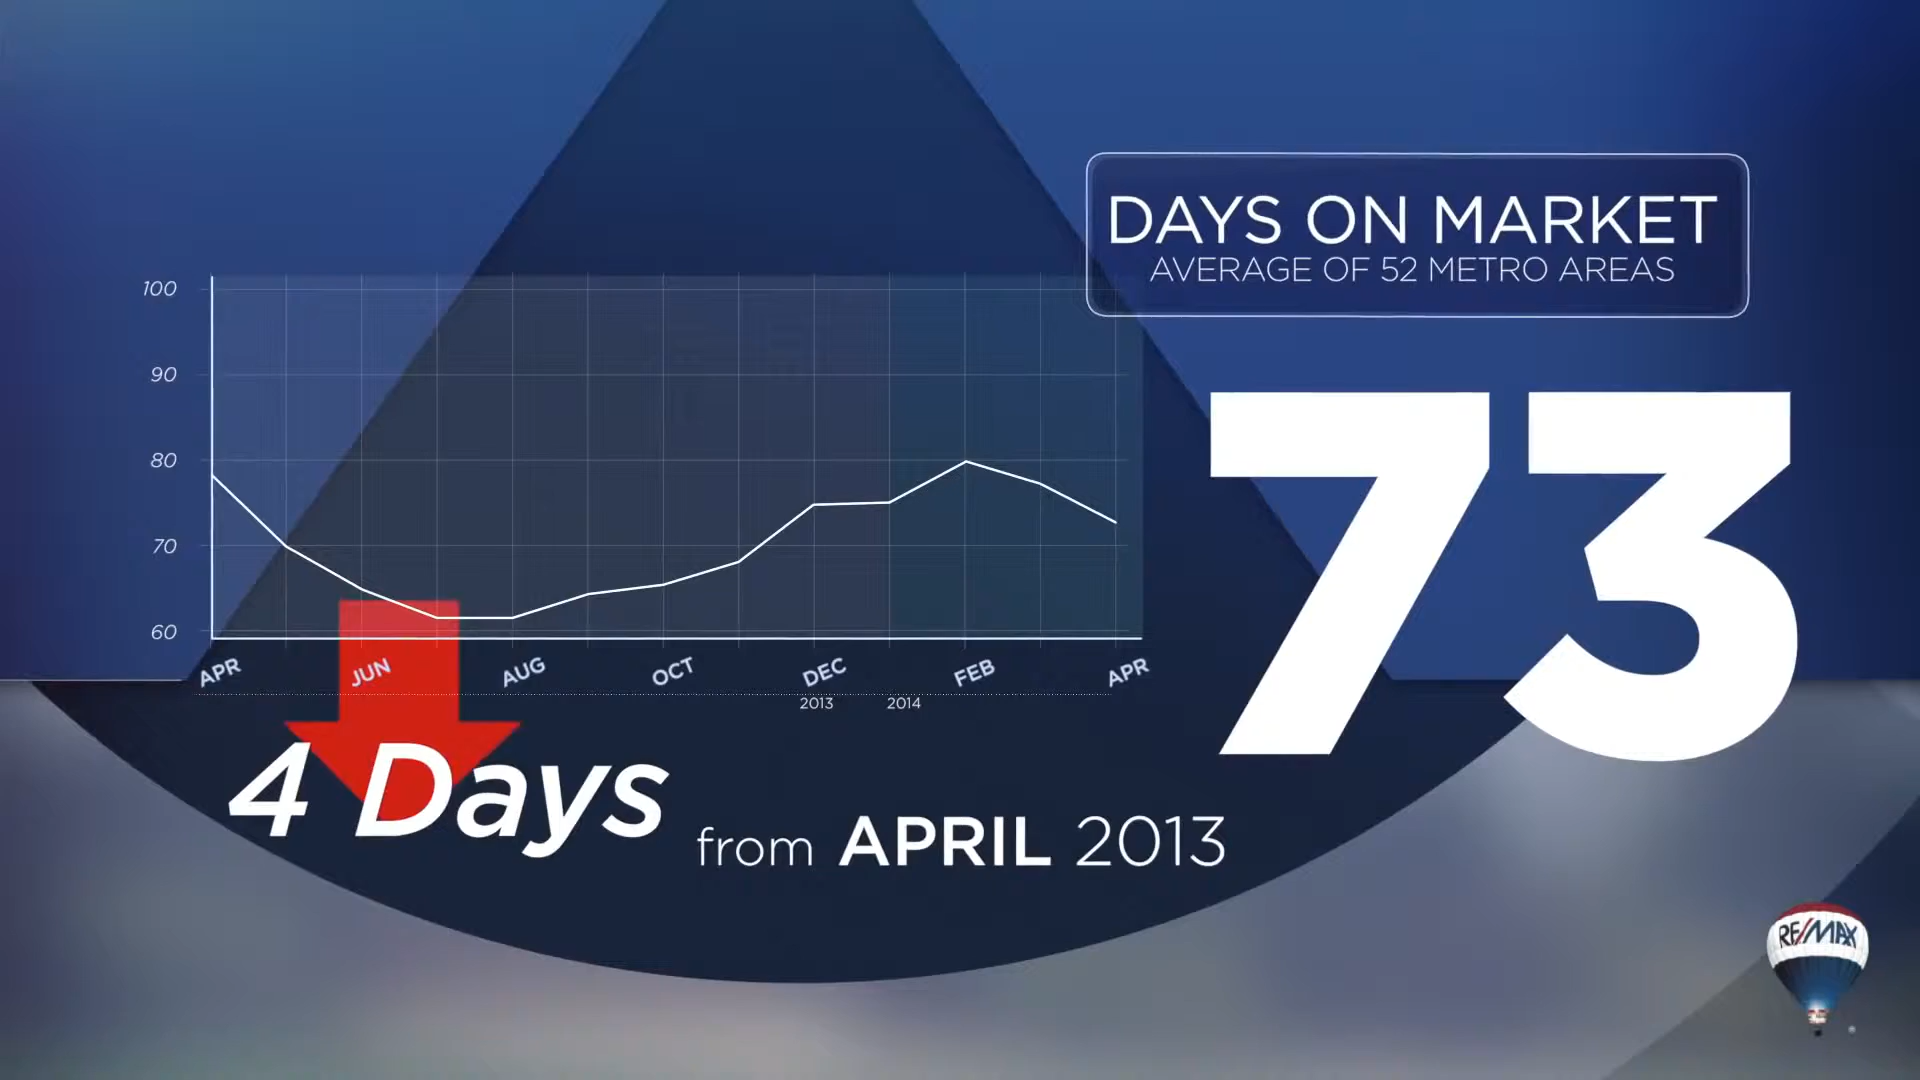 DAYS ON MARKET
AVERAGE OF 52 METRO AREAS
100
90
80
70
60
APR
JUN
AUG
OCT
DEC
FEB
APR
2013
2014
73
4 Days
from APRIL 2013
RE/MAX
®